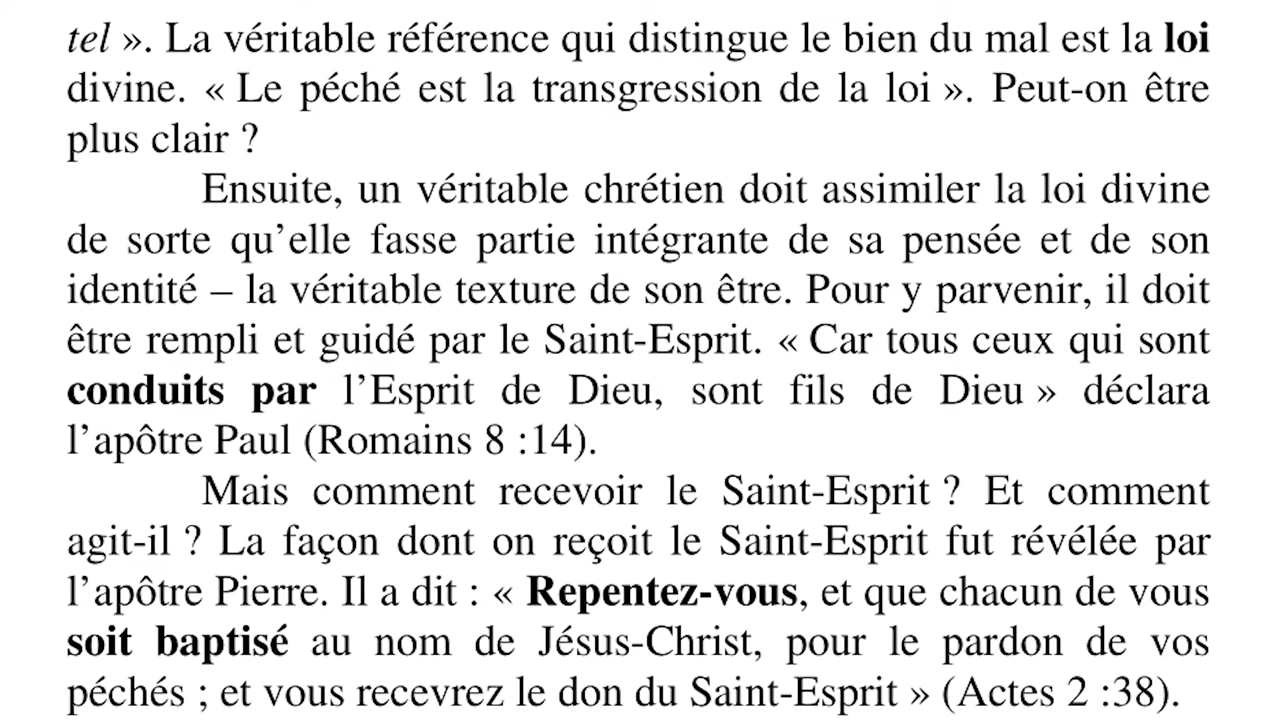 tel ». La véritable référence qui distingue le bien du mal est la loi
divine. « Le péché est la transgression de la loi ». Peut-on être
plus clair ?
Ensuite, un véritable chrétien doit assimiler la loi divine
de sorte qu’elle fasse partie intégrante de sa pensée et de son
identité – la véritable texture de son être. Pour y parvenir, il doit
être rempli et guidé par le Saint-Esprit. « Car tous ceux qui sont
conduits par l’Esprit de Dieu, sont fils de Dieu » déclara
l’apôtre Paul (Romains 8 :14).
Mais comment recevoir le Saint-Esprit ? Et comment
agit-il ? La façon dont on reçoit le Saint-Esprit fut révélée par
l’apôtre Pierre. Il a dit : « Repentez-vous, et que chacun de vous
soit baptisé au nom de Jésus-Christ, pour le pardon de vos
péchés ; et vous recevrez le don du Saint-Esprit » (Actes 2 :38).